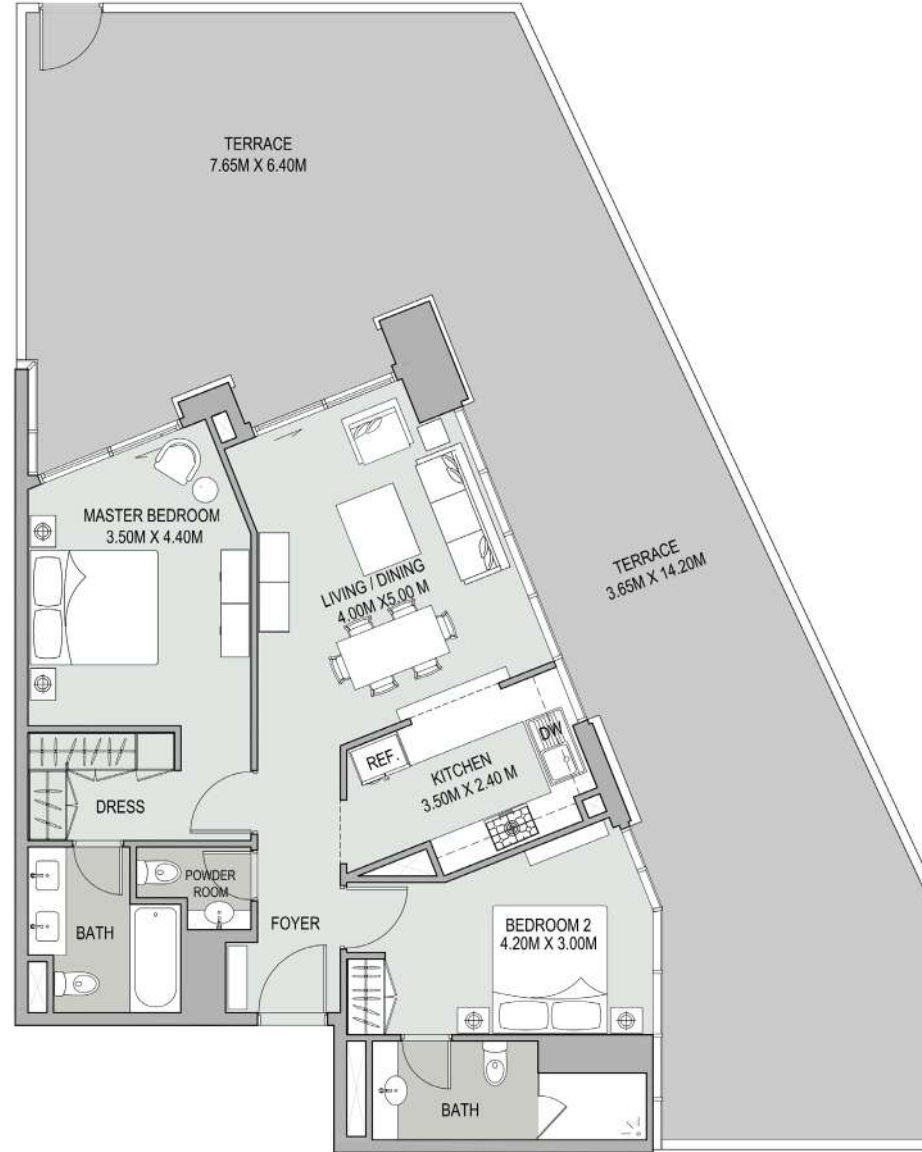 TERRACE
7.65M X 6.40M
MASTER BEDROOM
3.50M X 4.40M
LIVING / DINING
4.00M X5.00 M
TERRACE
3.65M X 14.20M
REF.
DW
KITCHEN
3.50M X 2.40 M
DRESS
POWDER
ROOM
BATH
FOYER
BEDROOM 2
4.20M X 3.00M
BATH